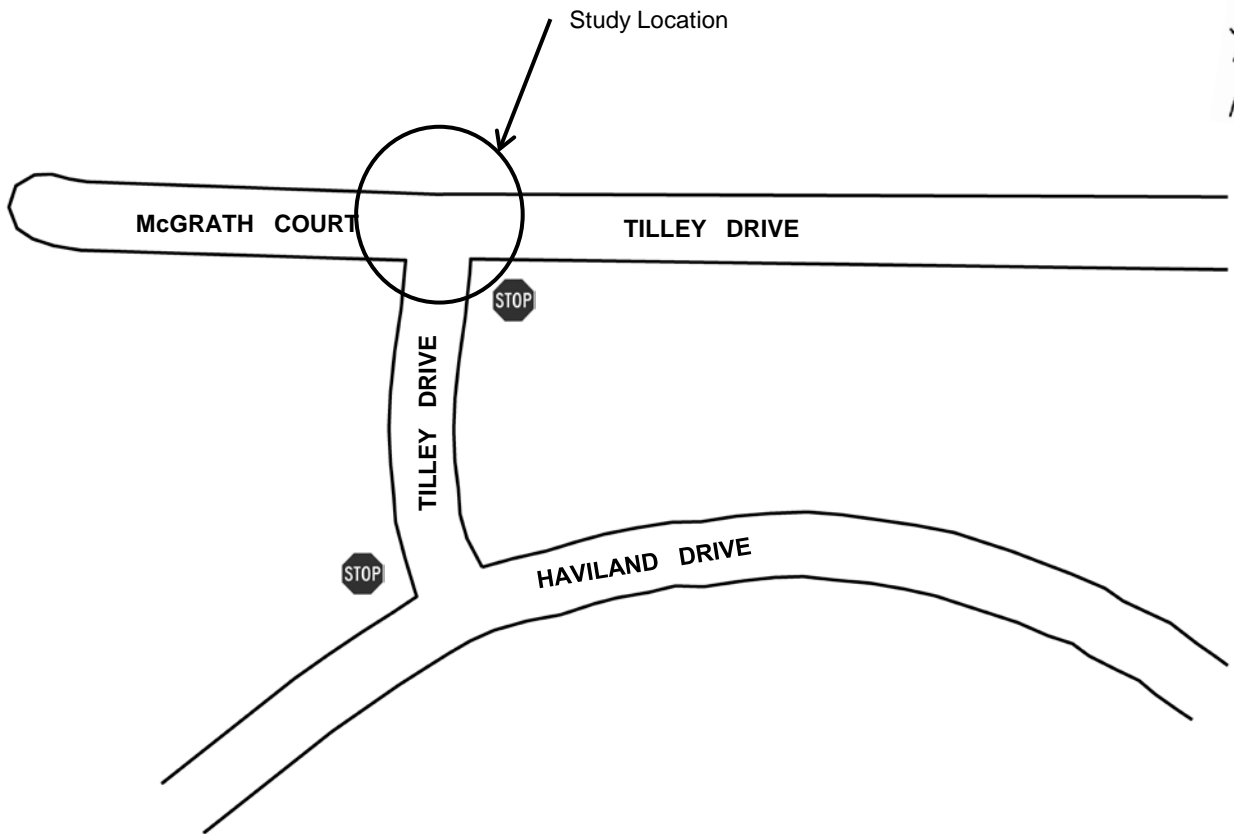 Study Location
McGRATH COURT
TILLEY DRIVE
STOP
TILLEY DRIVE
HAVILAND DRIVE
STOP